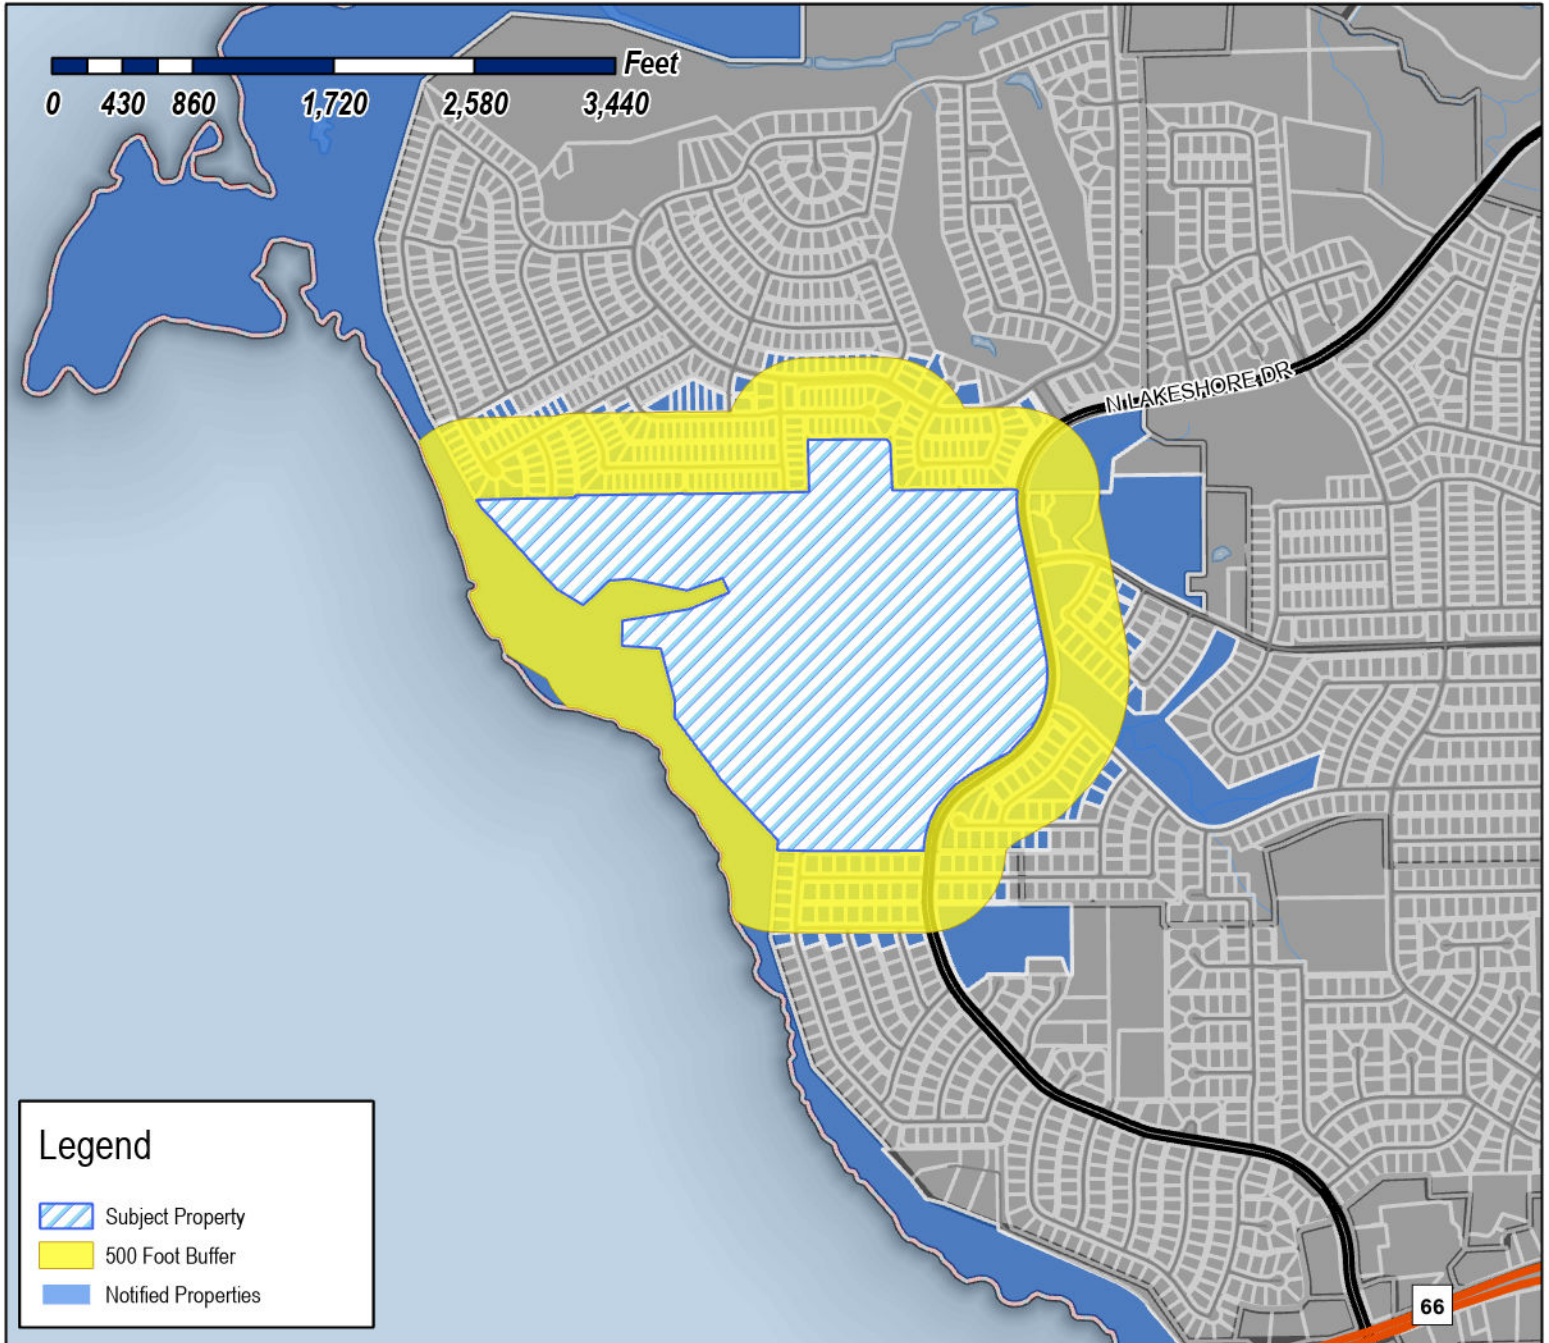 Feet
0 430 860 1,720 2,580 3,440
N LAKESHORE DR
Legend
Subject Property
500 Foot Buffer
Notified Properties
66